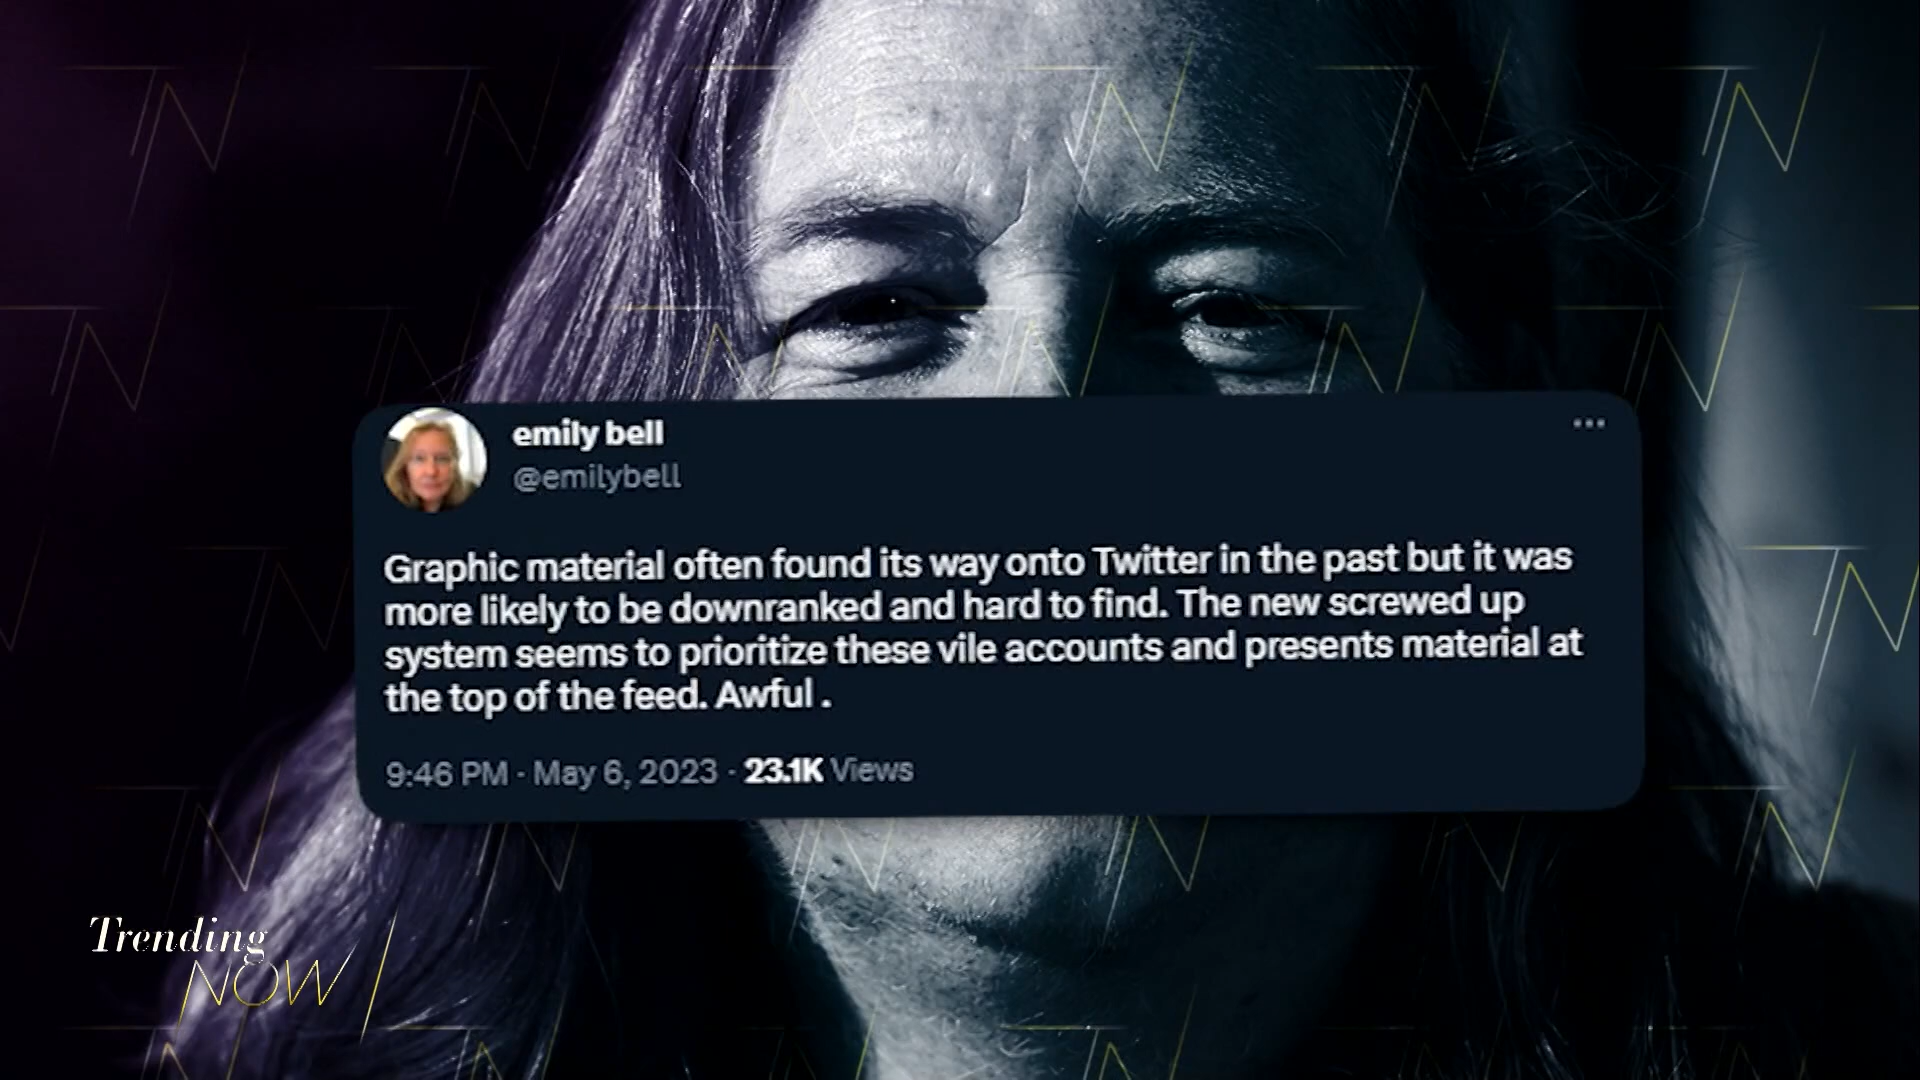 emily bell
@emilybell
Graphic material often found its way onto Twitter in the past but it was
more likely to be downranked and hard to find. The new screwed up
system seems to prioritize these vile accounts and presents material at
the top of the feed. Awful .
9:46 PM · May 6, 2023 · 23.1K Views
Trending
NOW